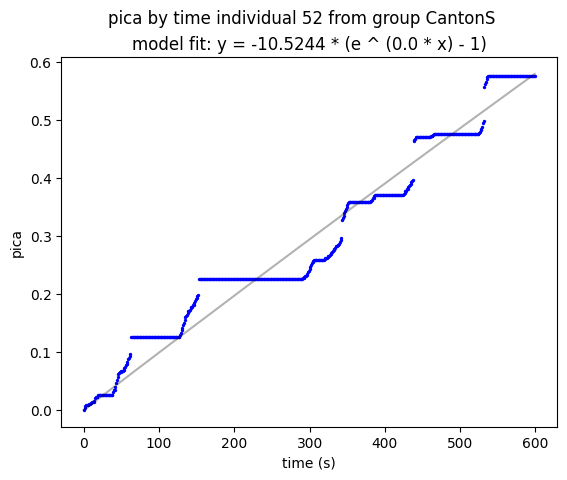 pica by time individual 52 from group CantonS
model fit: y = -10.5244 * (e ^ (0.0 * x) - 1)
0.6
0.5
0.4
0.3
0.2
0.1
0.0
pica
0 100 200 300 400 500 600
time (s)